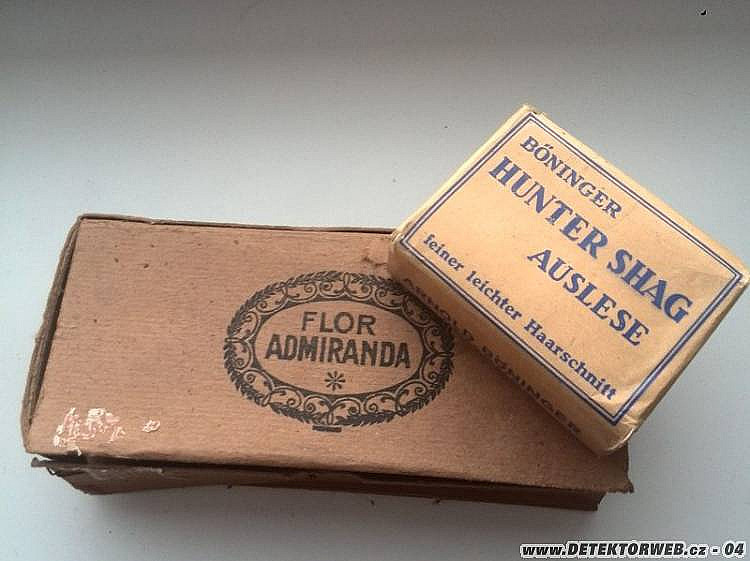 FLOR
ADMIRANDA
BÖNINGER
HUNTER SHAG
AUSLESE
feiner leichter Haarschnitt
ARNOLD BÖNINGER
www.DETEKTORWEB.cz - 04